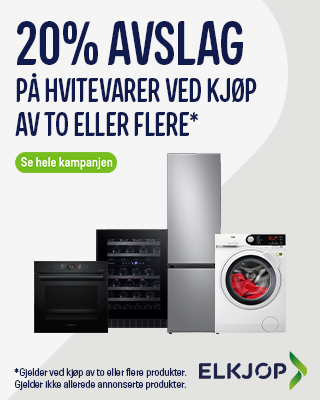 20% AVSLAG
PÅ HVITEVARER VED KJØP
AV TO ELLER FLERE*
Se hele kampanjen
*Gjelder ved kjøp av to eller flere produkter.
Gjelder ikke allerede annonserte produkter.
ELKJØP